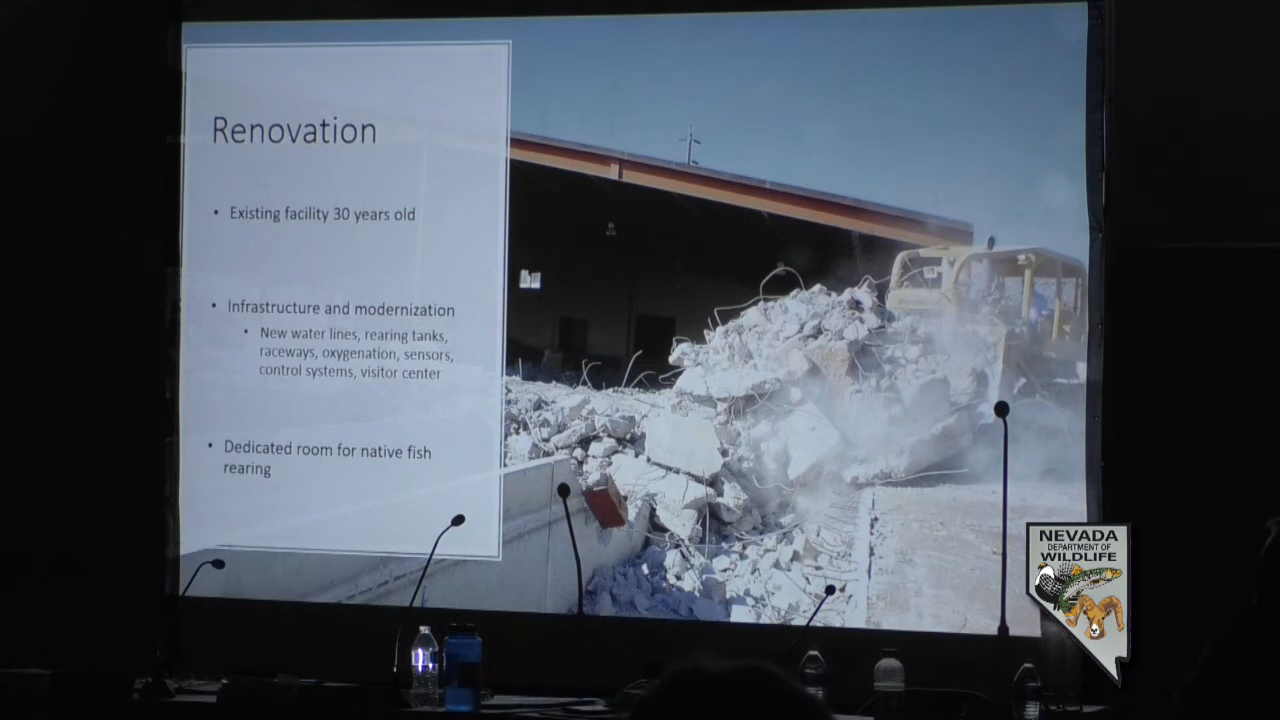 Renovation
• Existing facility 30 years old
• Infrastructure and modernization
• New water lines, rearing tanks,
raceways, oxygenation, sensors,
control systems, visitor center
• Dedicated room for native fish
rearing
NEVADA
DEPARTMENT OF
WILDLIFE